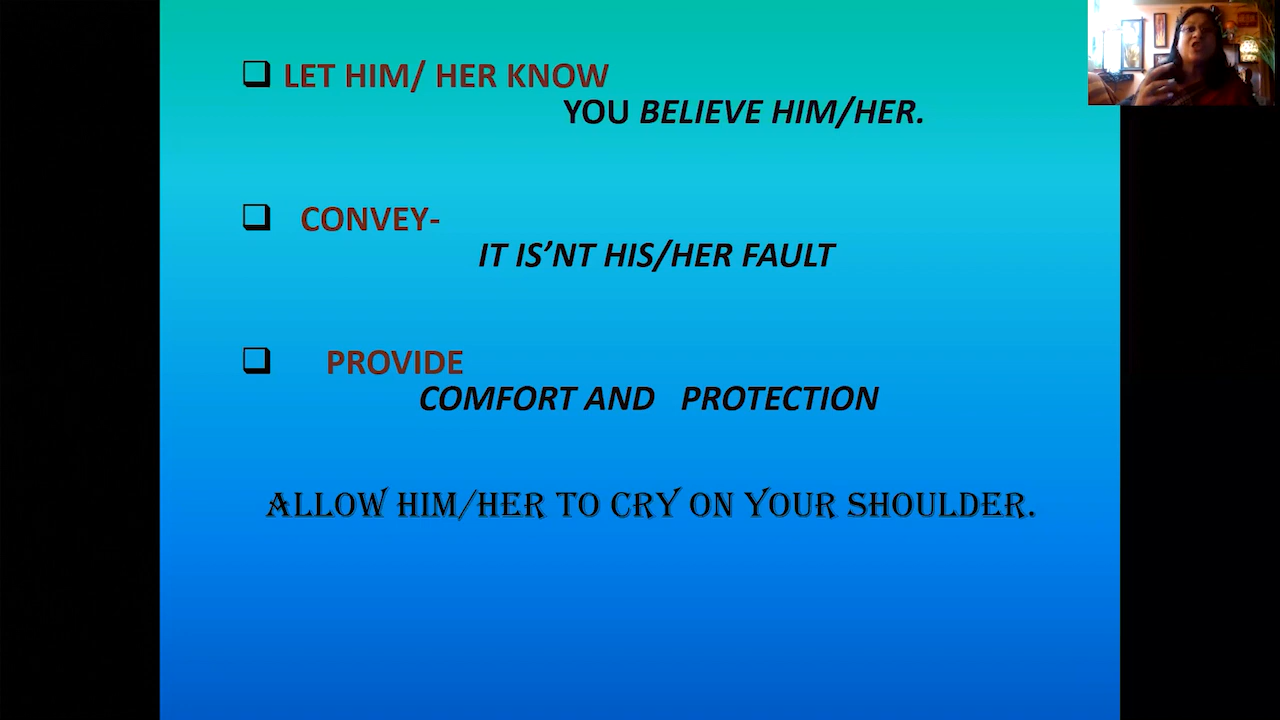 LET HIM/ HER KNOW
YOU BELIEVE HIM/HER.
CONVEY-
IT IS’NT HIS/HER FAULT
PROVIDE
COMFORT AND PROTECTION
ALLOW HIM/HER TO CRY ON YOUR SHOULDER.